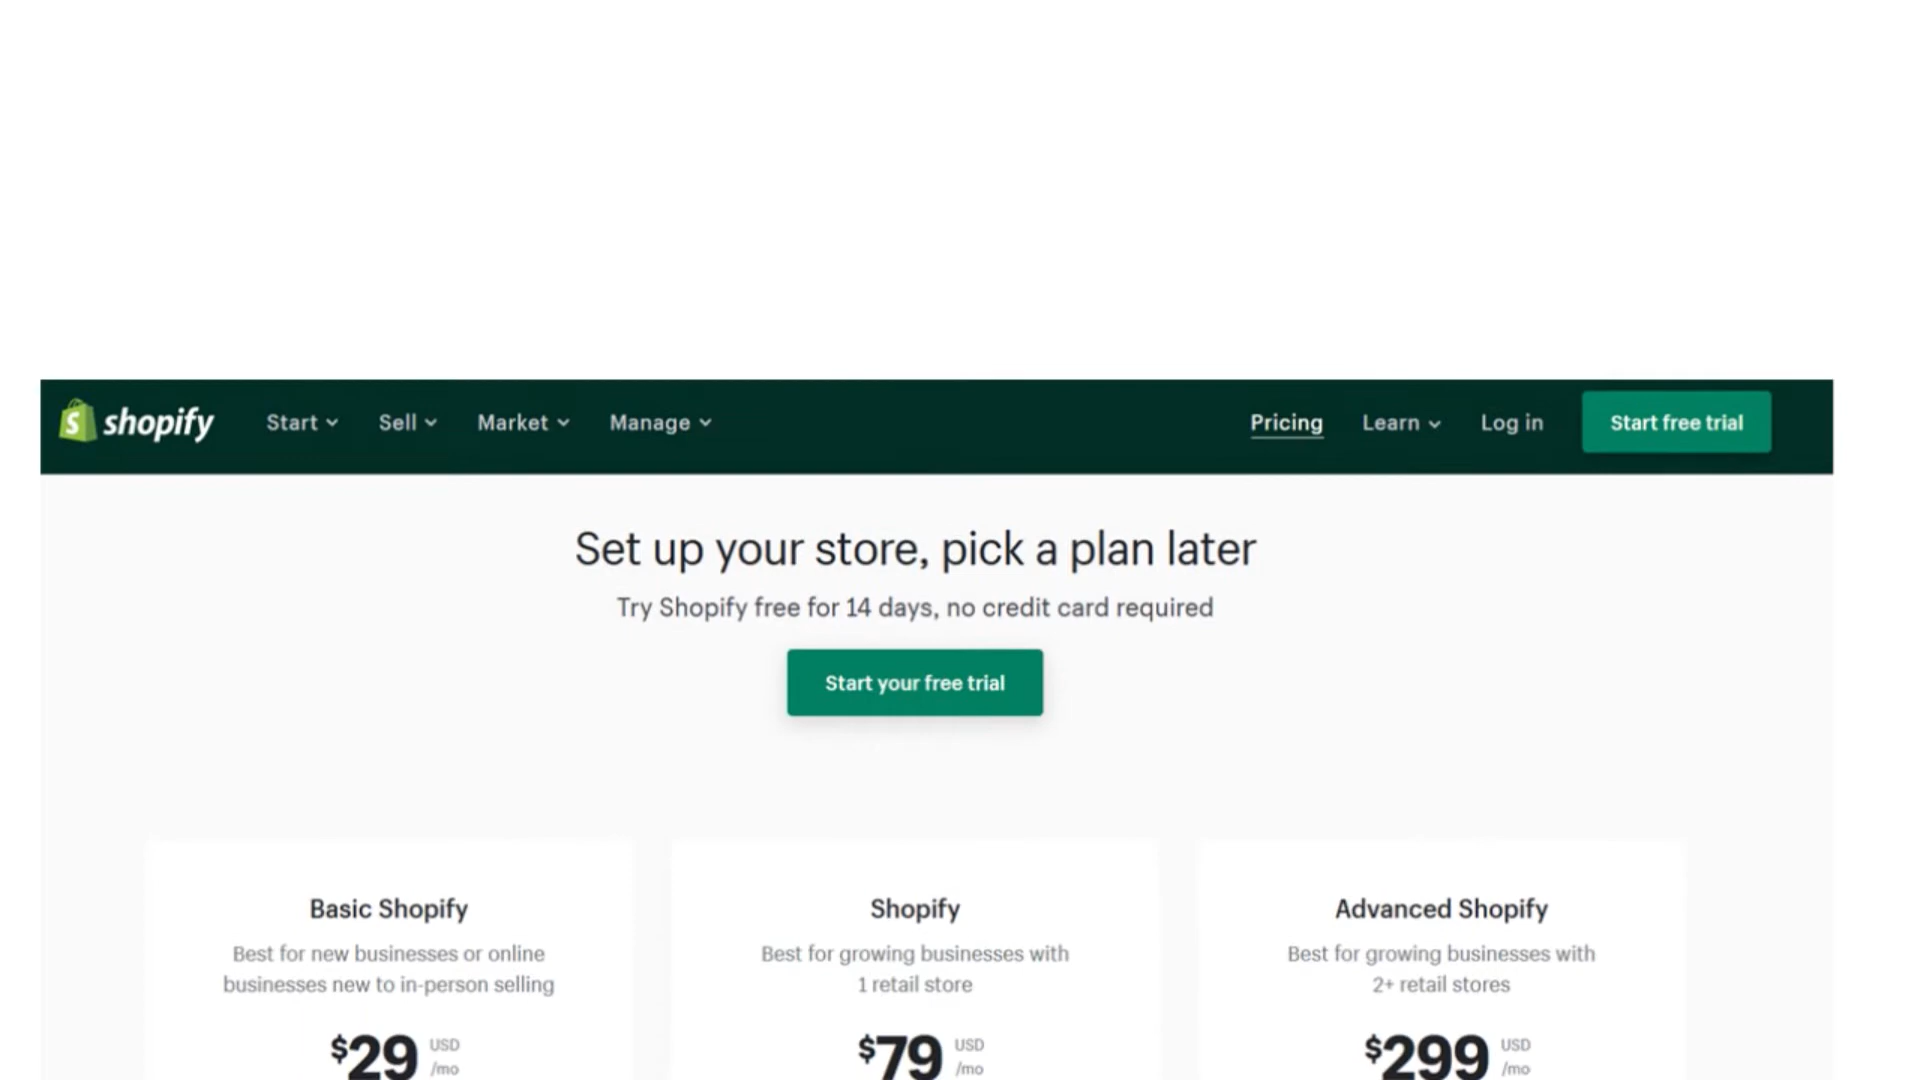 shopify Start Sell Market Manage Pricing Learn Log in Start free trial
Set up your store, pick a plan later
Try Shopify free for 14 days, no credit card required
Start your free trial
Basic Shopify
Best for new businesses or online
businesses new to in-person selling
$29 USD
/mo
Shopify
Best for growing businesses with
1 retail store
$79 USD
/mo
Advanced Shopify
Best for growing businesses with
2+ retail stores
$299 USD
/mo